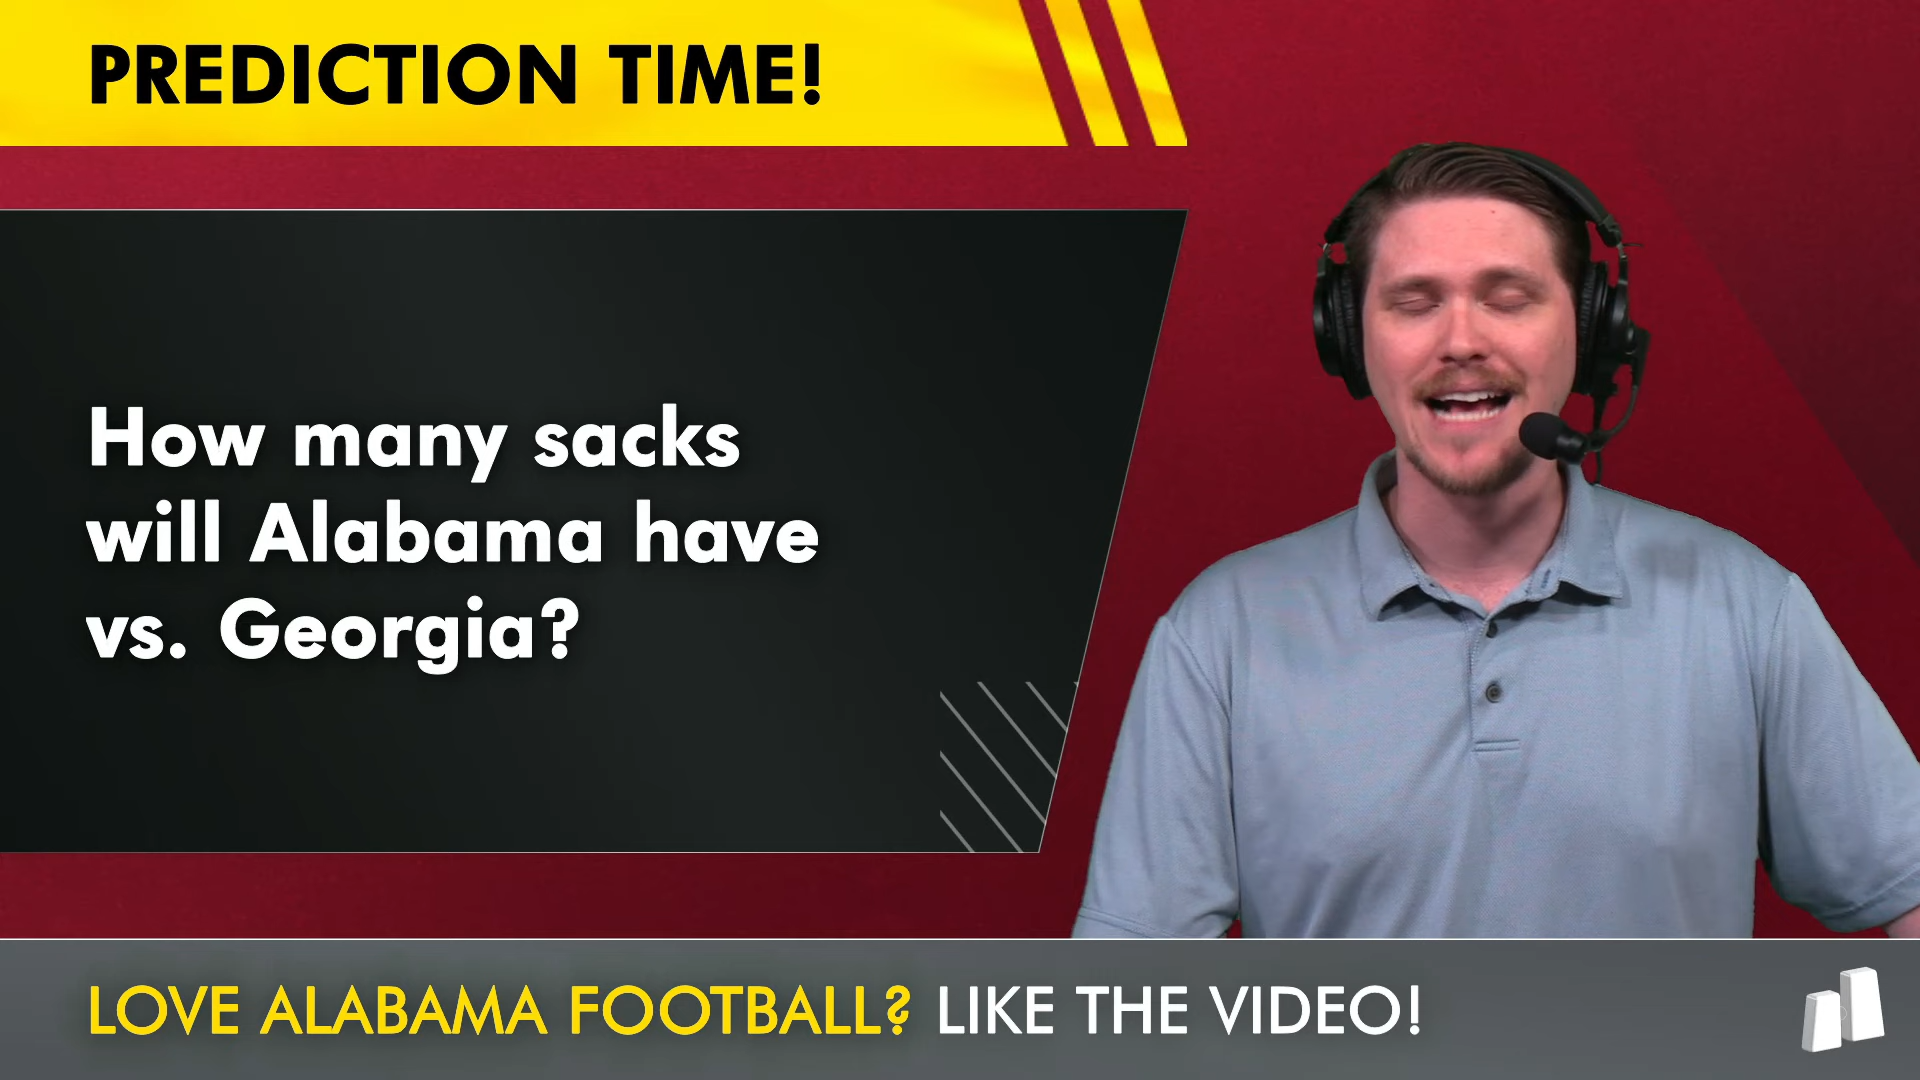 PREDICTION TIME!
How many sacks
will Alabama have
vs. Georgia?
LOVE ALABAMA FOOTBALL? LIKE THE VIDEO!